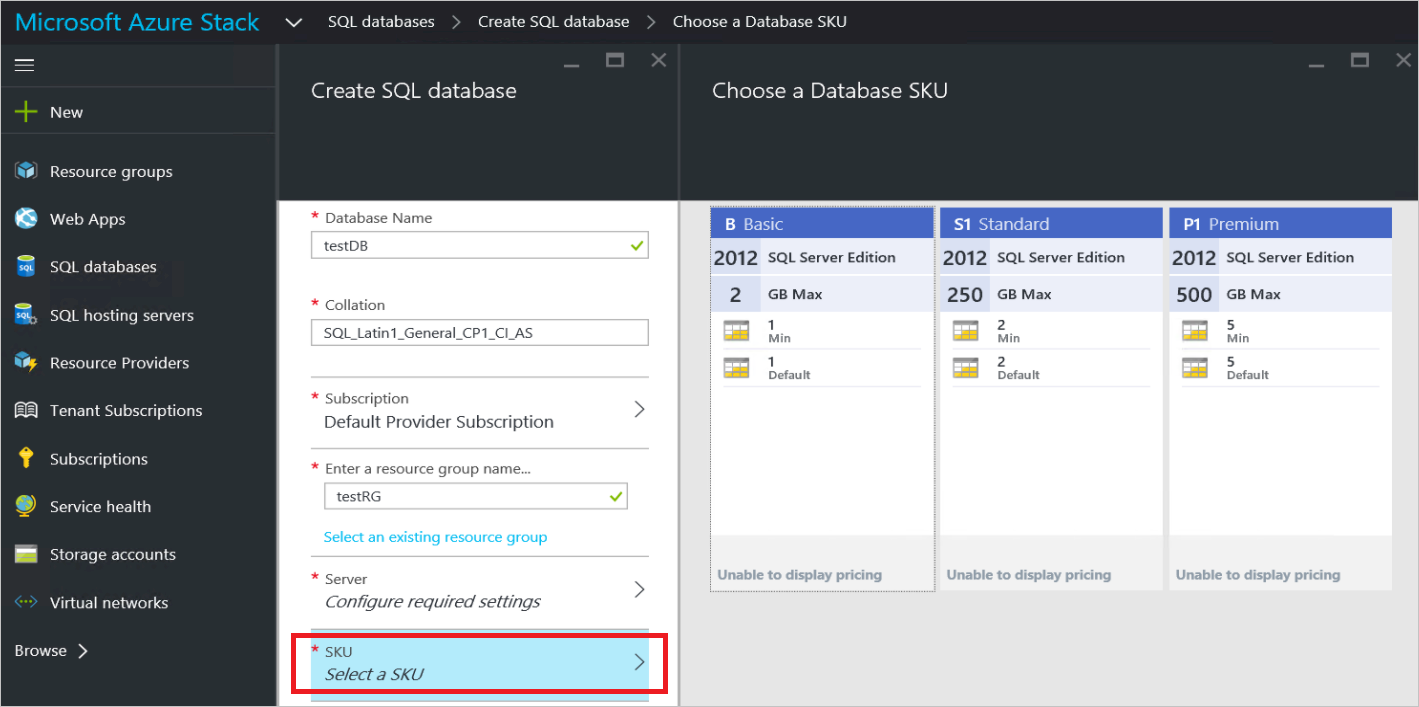 Microsoft Azure Stack
SQL databases > Create SQL database > Choose a Database SKU
New
Resource groups
Web Apps
SQL databases
SQL hosting servers
Resource Providers
Tenant Subscriptions
Subscriptions
Service health
Storage accounts
Virtual networks
Browse >
Create SQL database
* Database Name
testDB
* Collation
SQL_Latin1_General_CP1_CI_AS
* Subscription
Default Provider Subscription
* Enter a resource group name...
testRG
Select an existing resource group
* Server
Configure required settings
* SKU
Select a SKU
Choose a Database SKU
B Basic
2012 SQL Server Edition
2 GB Max
1
Min
1
Default
Unable to display pricing
S1 Standard
2012 SQL Server Edition
250 GB Max
2
Min
2
Default
Unable to display pricing
P1 Premium
2012 SQL Server Edition
500 GB Max
5
Min
5
Default
Unable to display pricing